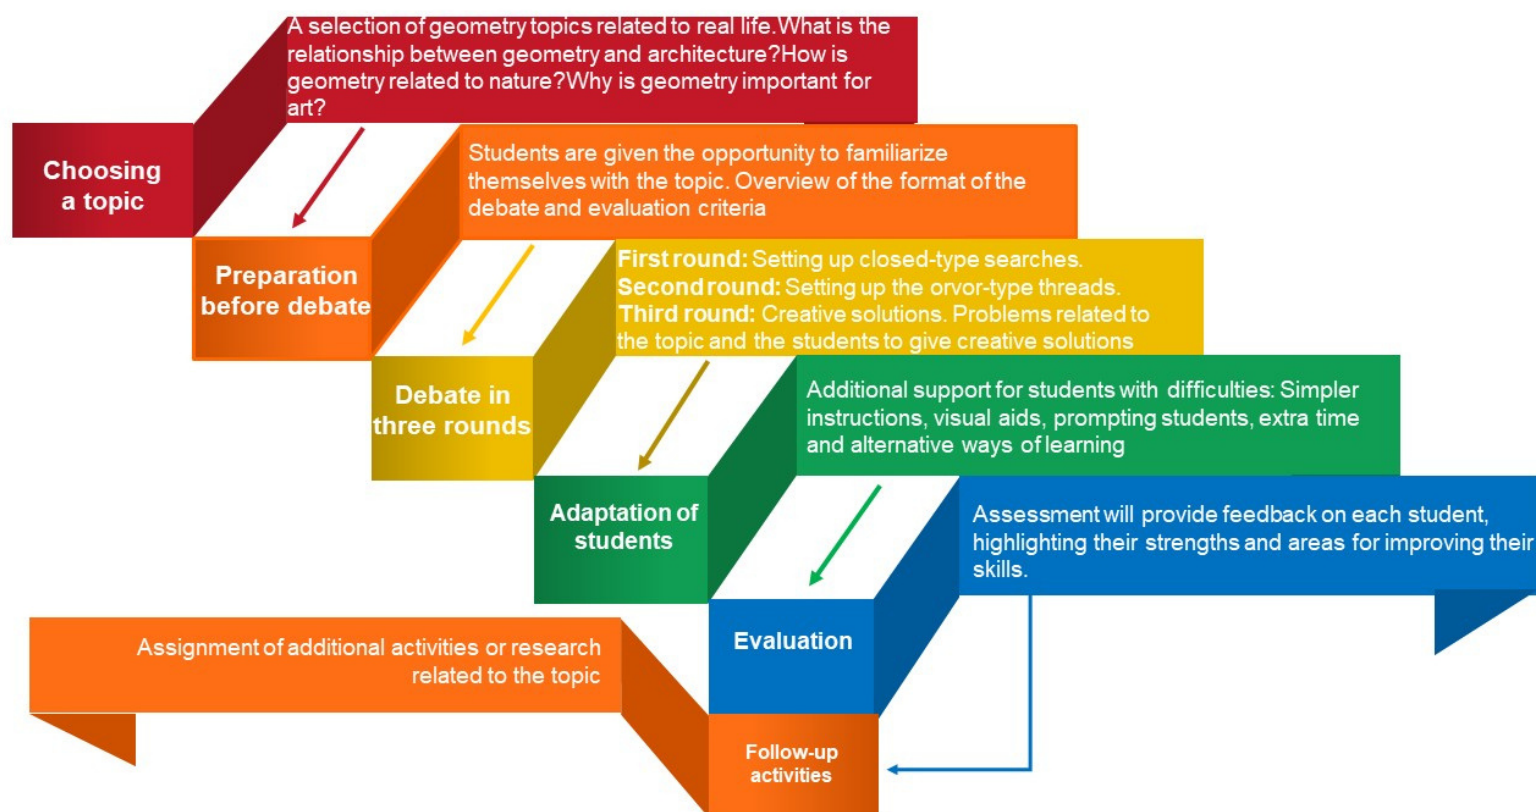 A selection of geometry topics related to real life.What is the
relationship between geometry and architecture?How is
geometry related to nature?Why is geometry important for
art?
Choosing
a topic
Students are given the opportunity to familiarize
themselves with the topic. Overview of the format of the
debate and evaluation criteria
Preparation
before debate
First round: Setting up closed-type searches.
Second round: Setting up the orvor-type threads.
Third round: Creative solutions. Problems related to
the topic and the students to give creative solutions
Debate in
three rounds
Additional support for students with difficulties: Simpler
instructions, visual aids, prompting students, extra time
and alternative ways of learning
Adaptation of
students
Assessment will provide feedback on each student,
highlighting their strengths and areas for improving their
skills.
Evaluation
Assignment of additional activities or research
related to the topic
Follow-up
activities